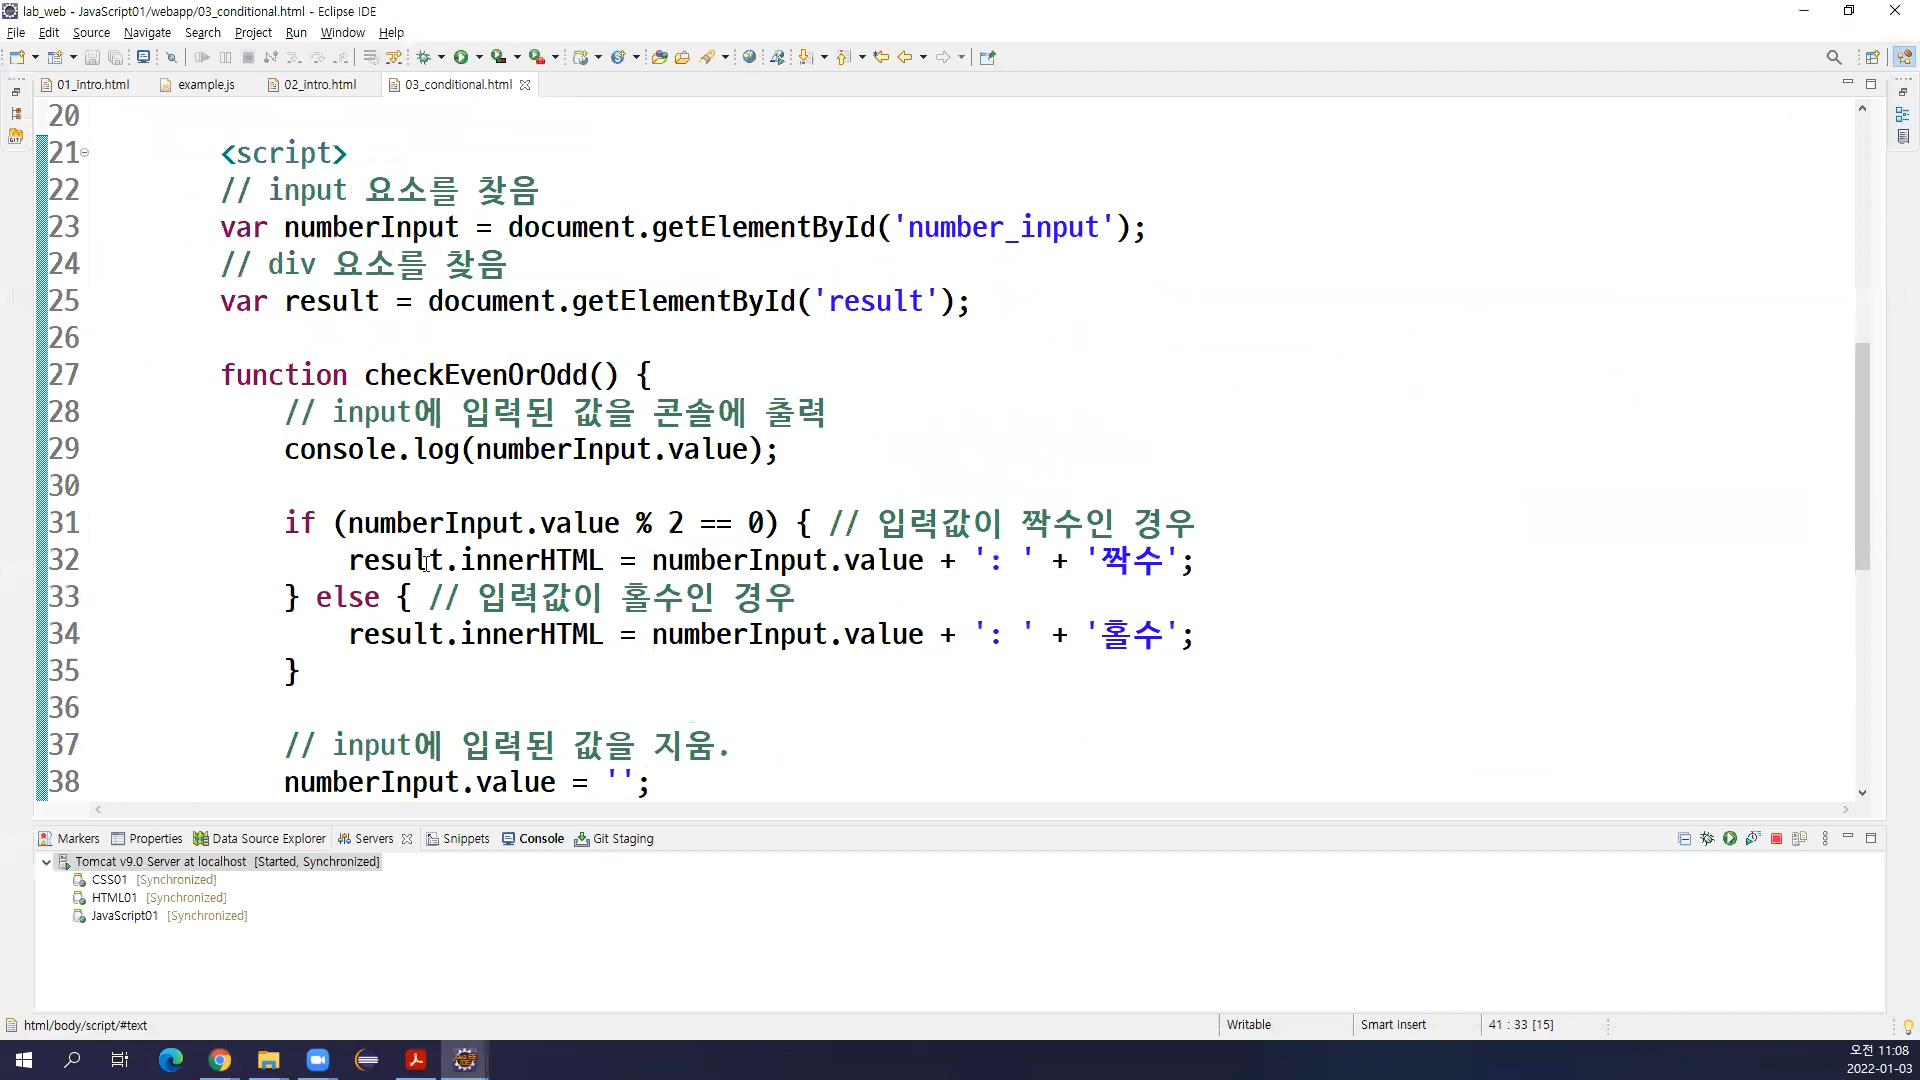 lab_web - JavaScript01/webapp/03_conditional.html - Eclipse IDE
File Edit Source Navigate Search Project Run Window Help
01_intro.html example.js 02_intro.html 03_conditional.html
20
21 <script>
22 // input 요소를 찾음
23 var numberInput = document.getElementById('number_input');
24 // div 요소를 찾음
25 var result = document.getElementById('result');
26
27 function checkEvenOrOdd() {
28 // input에 입력된 값을 콘솔에 출력
29 console.log(numberInput.value);
30
31 if (numberInput.value % 2 == 0) { // 입력값이 짝수인 경우
32 result.innerHTML = numberInput.value + ': ' + '짝수';
33 } else { // 입력값이 홀수인 경우
34 result.innerHTML = numberInput.value + ': ' + '홀수';
35 }
36
37 // input에 입력된 값을 지움.
38 numberInput.value = '';
Markers Properties Data Source Explorer Servers Snippets Console Git Staging
Tomcat v9.0 Server at localhost [Started, Synchronized]
CSS01 [Synchronized]
HTML01 [Synchronized]
JavaScript01 [Synchronized]
html/body/script/#text Writable Smart Insert 41 : 33 [15]
오전 11:08
2022-01-03